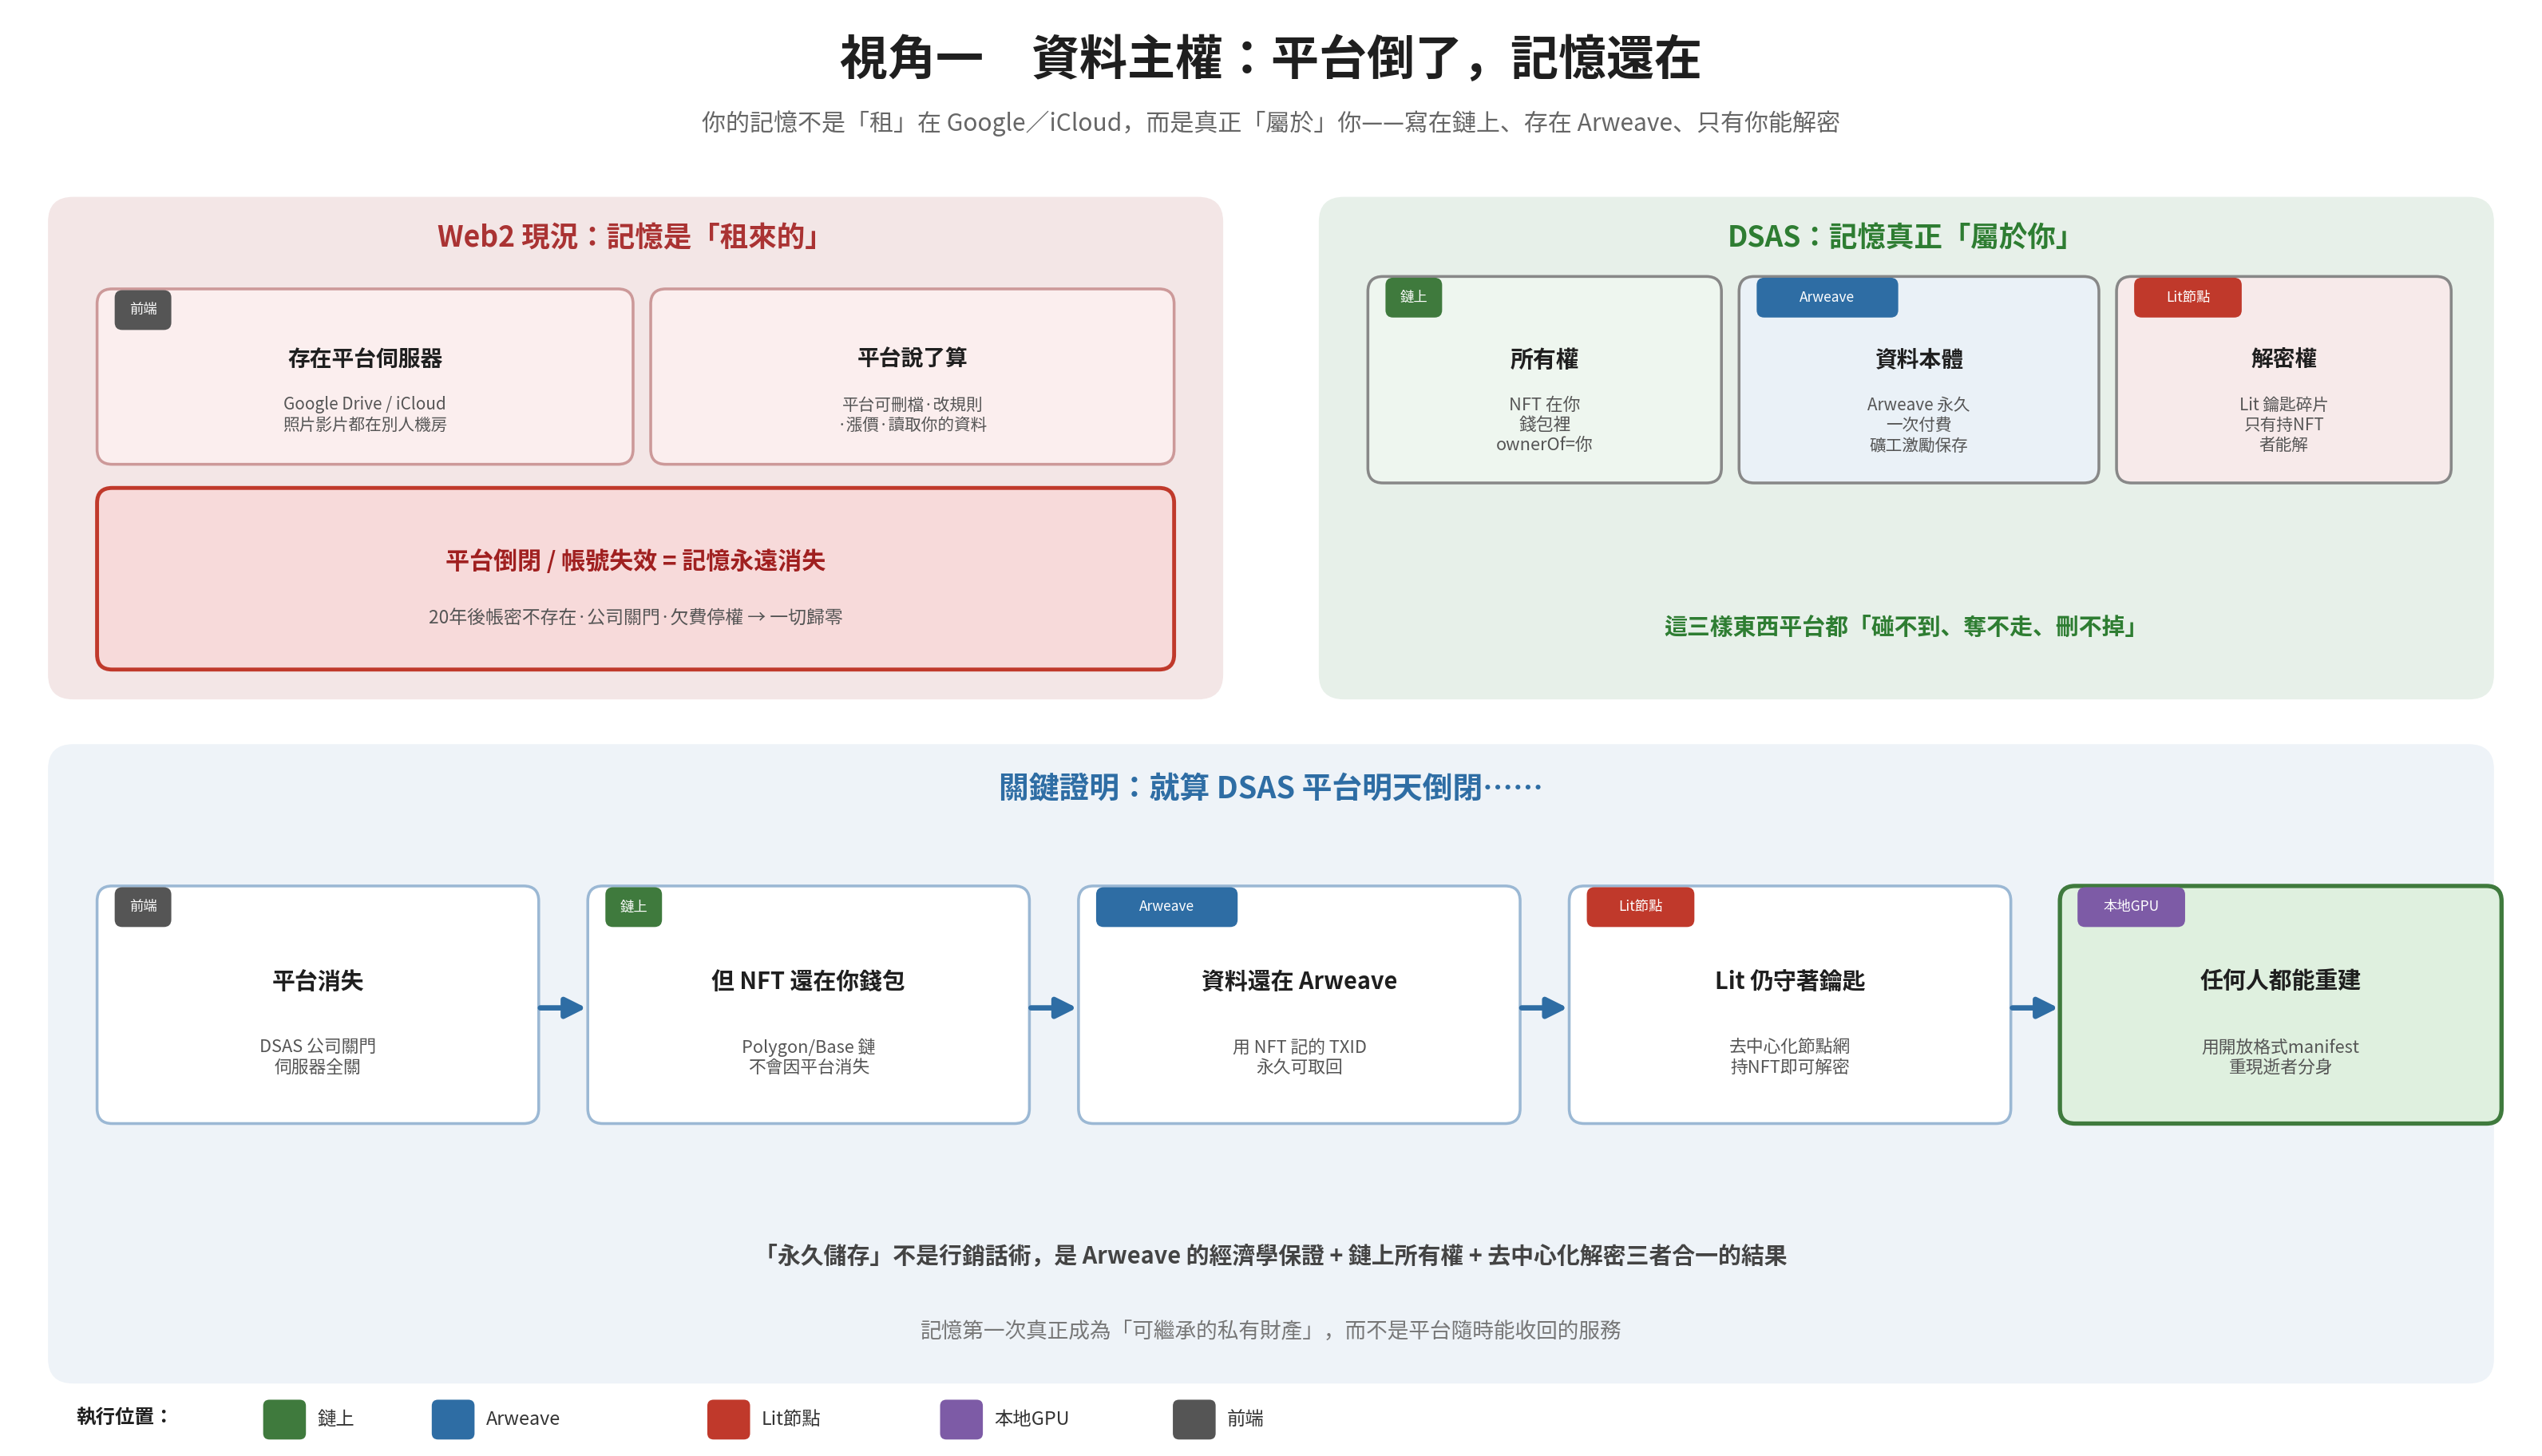 視角一　資料主權：平台倒了，記憶還在
你的記憶不是「租」在 Google／iCloud，而是真正「屬於」你——寫在鏈上、存在 Arweave、只有你能解密
Web2 現況：記憶是「租來的」
前端
存在平台伺服器
Google Drive / iCloud
照片影片都在別人機房
平台說了算
平台可刪檔·改規則
·漲價·讀取你的資料
平台倒閉 / 帳號失效 = 記憶永遠消失
20年後帳密不存在·公司關門·欠費停權 → 一切歸零
DSAS：記憶真正「屬於你」
鏈上
所有權
NFT 在你
錢包裡
ownerOf=你
Arweave
資料本體
Arweave 永久
一次付費
礦工激勵保存
Lit節點
解密權
Lit 鑰匙碎片
只有持NFT
者能解
這三樣東西平台都「碰不到、奪不走、刪不掉」
關鍵證明：就算 DSAS 平台明天倒閉……
前端
平台消失
DSAS 公司關門
伺服器全關
鏈上
但 NFT 還在你錢包
Polygon/Base 鏈
不會因平台消失
Arweave
資料還在 Arweave
用 NFT 記的 TXID
永久可取回
Lit節點
Lit 仍守著鑰匙
去中心化節點網
持NFT即可解密
本地GPU
任何人都能重建
用開放格式manifest
重現逝者分身
「永久儲存」不是行銷話術，是 Arweave 的經濟學保證 + 鏈上所有權 + 去中心化解密三者合一的結果
記憶第一次真正成為「可繼承的私有財產」，而不是平台隨時能收回的服務
執行位置：
鏈上
Arweave
Lit節點
本地GPU
前端